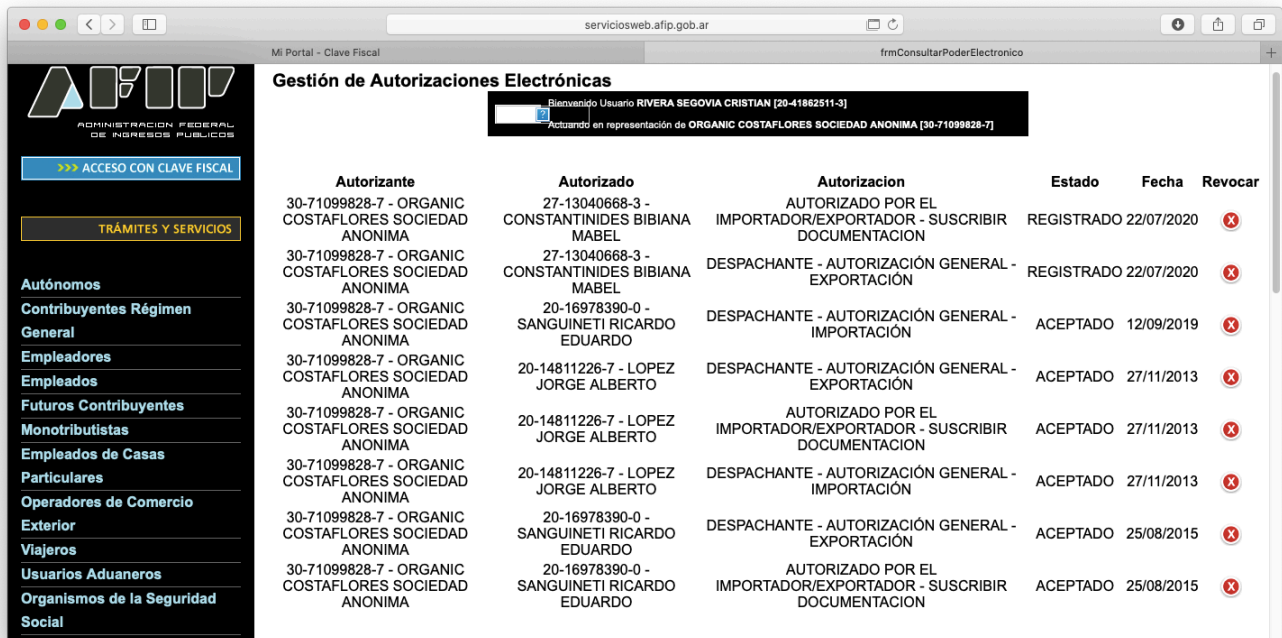 serviciosweb.afip.gob.ar
Mi Portal - Clave Fiscal
frmConsultarPoderElectronico
AFIP
ADMINISTRACION FEDERAL
DE INGRESOS PUBLICOS
>>> ACCESO CON CLAVE FISCAL
TRÁMITES Y SERVICIOS
Autónomos
Contribuyentes Régimen
General
Empleadores
Empleados
Futuros Contribuyentes
Monotributistas
Empleados de Casas
Particulares
Operadores de Comercio
Exterior
Viajeros
Usuarios Aduaneros
Organismos de la Seguridad
Social
Gestión de Autorizaciones Electrónicas
Bienvenido Usuario RIVERA SEGOVIA CRISTIAN [20-41862511-3]
?
Actuando en representación de ORGANIC COSTAFLORES SOCIEDAD ANONIMA [30-71099828-7]
Autorizante Autorizado Autorizacion Estado Fecha Revocar
30-71099828-7 - ORGANIC
COSTAFLORES SOCIEDAD
ANONIMA
27-13040668-3 -
CONSTANTINIDES BIBIANA
MABEL
AUTORIZADO POR EL
IMPORTADOR/EXPORTADOR - SUSCRIBIR
DOCUMENTACION
REGISTRADO 22/07/2020 X
30-71099828-7 - ORGANIC
COSTAFLORES SOCIEDAD
ANONIMA
27-13040668-3 -
CONSTANTINIDES BIBIANA
MABEL
DESPACHANTE - AUTORIZACIÓN GENERAL -
EXPORTACIÓN
REGISTRADO 22/07/2020 X
30-71099828-7 - ORGANIC
COSTAFLORES SOCIEDAD
ANONIMA
20-16978390-0 -
SANGUINETI RICARDO
EDUARDO
DESPACHANTE - AUTORIZACIÓN GENERAL -
IMPORTACIÓN
ACEPTADO 12/09/2019 X
30-71099828-7 - ORGANIC
COSTAFLORES SOCIEDAD
ANONIMA
20-14811226-7 - LOPEZ
JORGE ALBERTO
DESPACHANTE - AUTORIZACIÓN GENERAL -
EXPORTACIÓN
ACEPTADO 27/11/2013 X
30-71099828-7 - ORGANIC
COSTAFLORES SOCIEDAD
ANONIMA
20-14811226-7 - LOPEZ
JORGE ALBERTO
AUTORIZADO POR EL
IMPORTADOR/EXPORTADOR - SUSCRIBIR
DOCUMENTACION
ACEPTADO 27/11/2013 X
30-71099828-7 - ORGANIC
COSTAFLORES SOCIEDAD
ANONIMA
20-14811226-7 - LOPEZ
JORGE ALBERTO
DESPACHANTE - AUTORIZACIÓN GENERAL -
IMPORTACIÓN
ACEPTADO 27/11/2013 X
30-71099828-7 - ORGANIC
COSTAFLORES SOCIEDAD
ANONIMA
20-16978390-0 -
SANGUINETI RICARDO
EDUARDO
DESPACHANTE - AUTORIZACIÓN GENERAL -
EXPORTACIÓN
ACEPTADO 25/08/2015 X
30-71099828-7 - ORGANIC
COSTAFLORES SOCIEDAD
ANONIMA
20-16978390-0 -
SANGUINETI RICARDO
EDUARDO
AUTORIZADO POR EL
IMPORTADOR/EXPORTADOR - SUSCRIBIR
DOCUMENTACION
ACEPTADO 25/08/2015 X